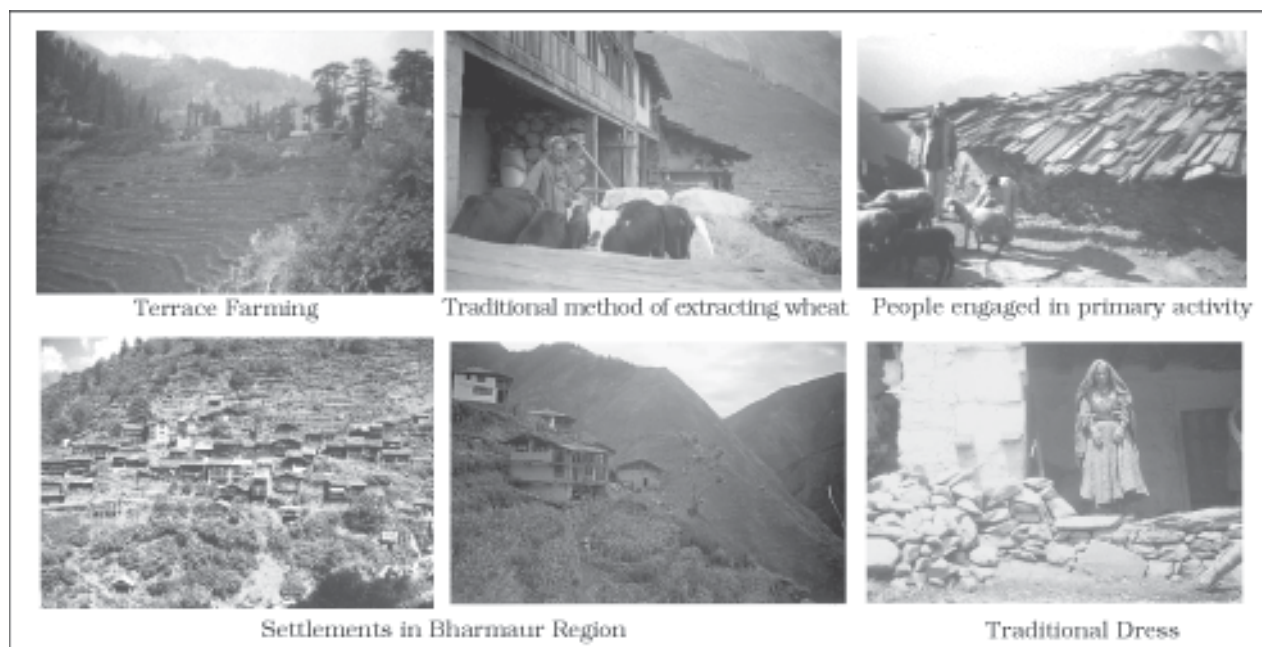 Terrace Farming
Traditional method of extracting wheat
People engaged in primary activity
Settlements in Bharmaur Region
Traditional Dress